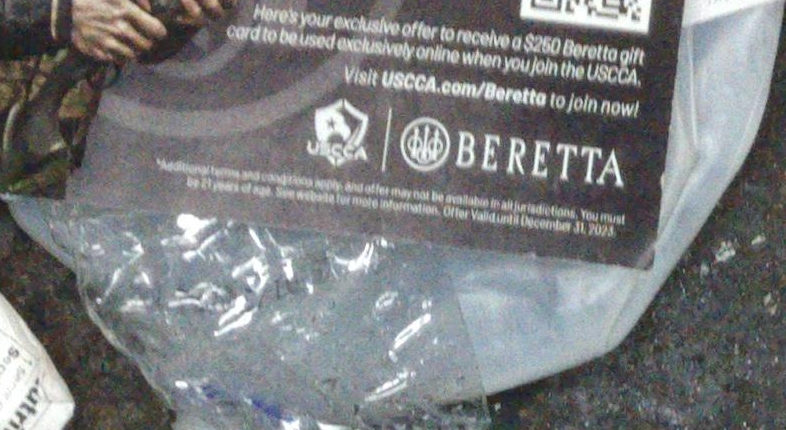 Here's your exclusive offer to receive a $250 Beretta gift
card to be used exclusively online when you join the USCCA.
Visit USCCA.com/Beretta to join now!
USCCA
BERETTA
*Additional terms and conditions apply, and offer may not be available in all jurisdictions. You must
be 21 years of age. See website for more information. Offer Valid until December 31, 2023.